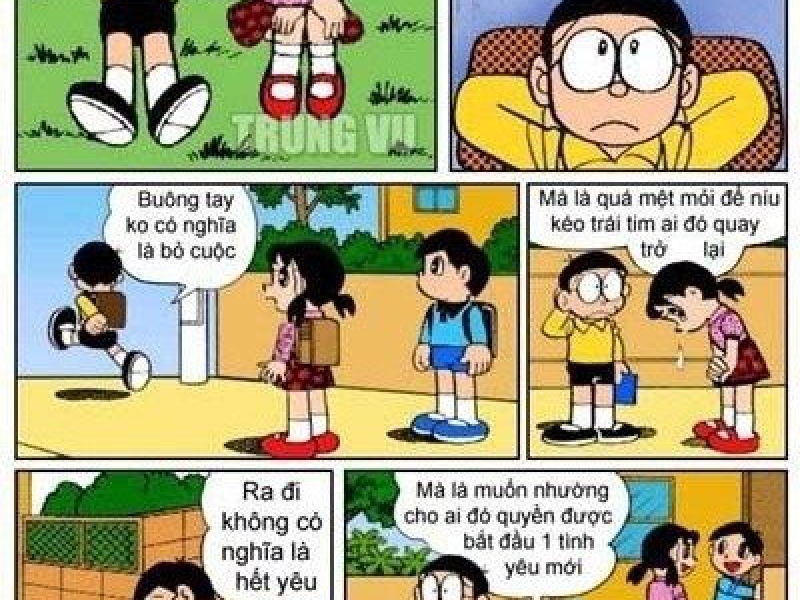 TRUNG VU
Buông tay
ko có nghĩa
là bỏ cuộc
Mà là quá mệt mỏi để níu
kéo trái tim ai đó quay
trở lại
Ra đi
không có
nghĩa là
hết yêu
Mà là muốn nhường
cho ai đó quyền được
bắt đầu 1 tình
yêu mới